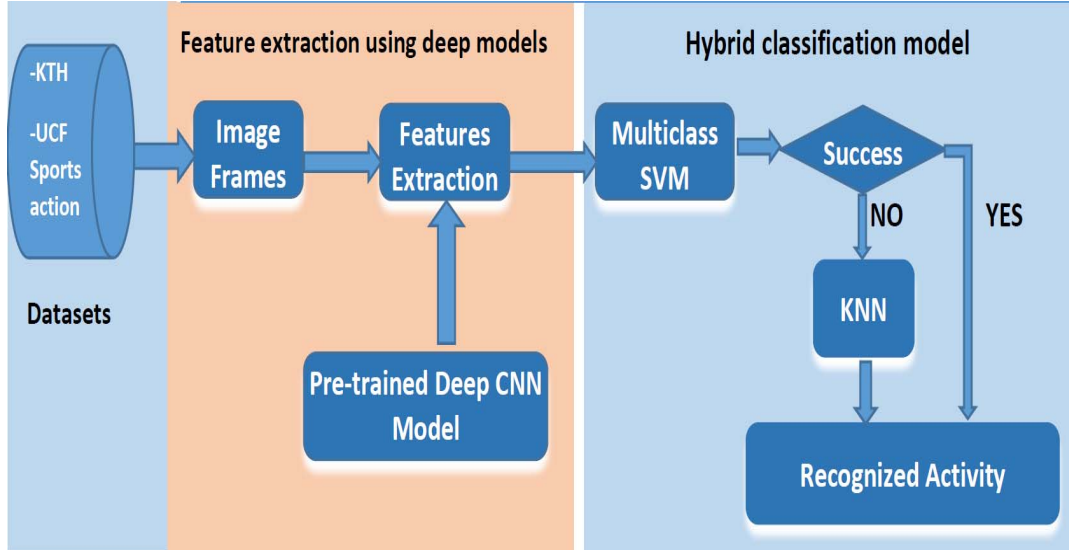 Feature extraction using deep models
Hybrid classification model
-KTH
-UCF
Sports
action
Datasets
Image
Frames
Features
Extraction
Pre-trained Deep CNN
Model
Multiclass
SVM
Success
NO
YES
KNN
Recognized Activity